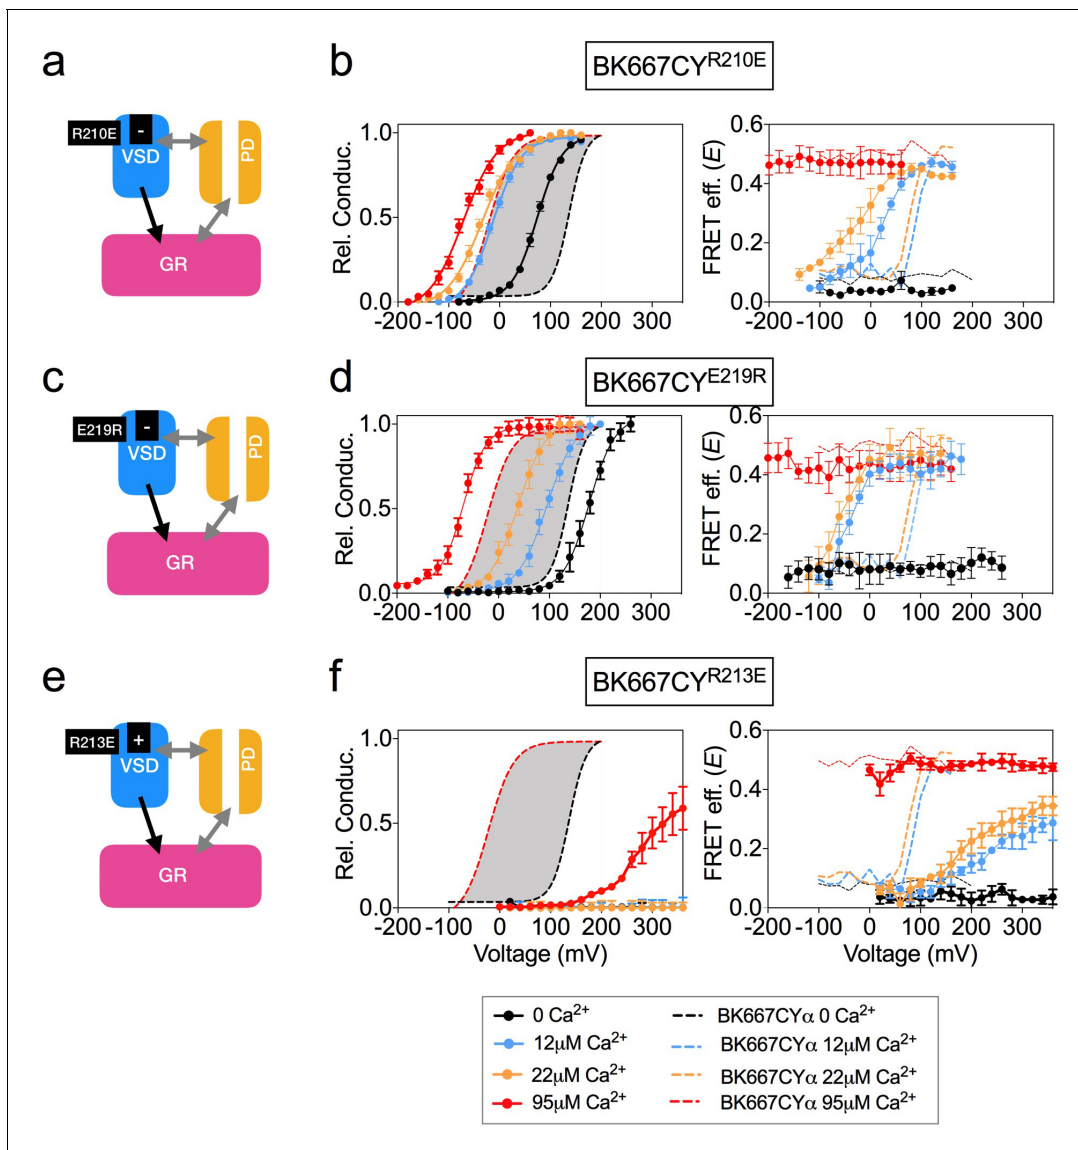 a
R210E
-
VSD
PD
GR
b
BK667CYR210E
Rel. Conduc.
1.0
0.5
0.0
-200 -100 0 100 200 300
FRET eff. (E)
0.6
0.4
0.2
0.0
-200 -100 0 100 200 300
c
E219R
-
VSD
PD
GR
d
BK667CYE219R
Rel. Conduc.
1.0
0.5
0.0
-200 -100 0 100 200 300
FRET eff. (E)
0.6
0.4
0.2
0.0
-200 -100 0 100 200 300
e
R213E
+
VSD
PD
GR
f
BK667CYR213E
Rel. Conduc.
1.0
0.5
0.0
-200 -100 0 100 200 300
Voltage (mV)
FRET eff. (E)
0.6
0.4
0.2
0.0
-200 -100 0 100 200 300
Voltage (mV)
0 Ca2+
12μM Ca2+
22μM Ca2+
95μM Ca2+
BK667CYα 0 Ca2+
BK667CYα 12μM Ca2+
BK667CYα 22μM Ca2+
BK667CYα 95μM Ca2+